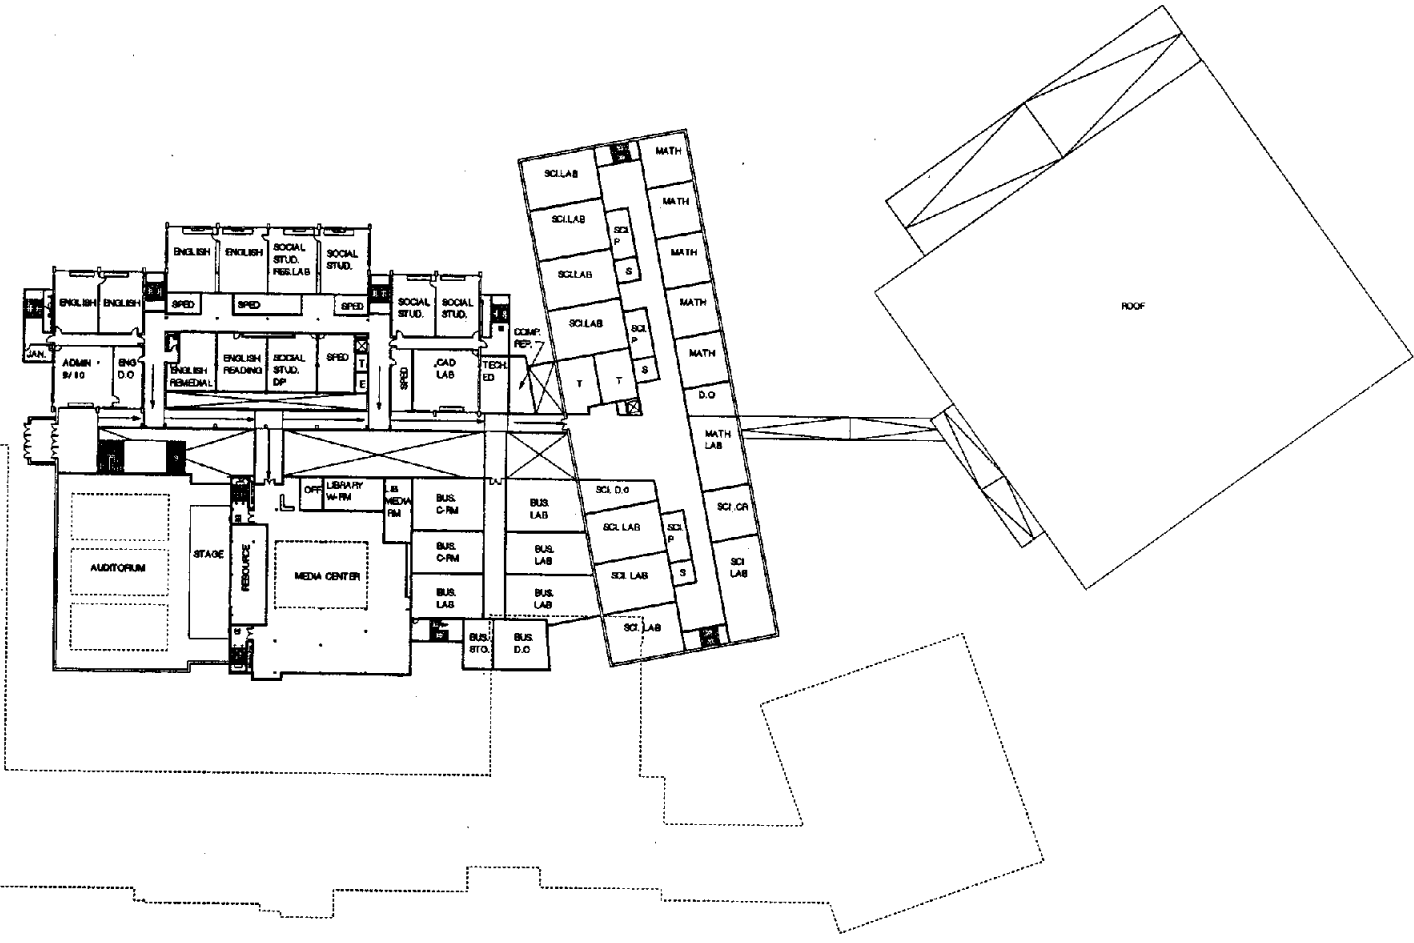 MATH
SCI.LAB
MATH
SCI.LAB
SCI.
P
S
MATH
SCI.LAB
MATH
SCI.LAB
SCI.
P
S
MATH
T
T
D.O
ROOF
ENGLISH
ENGLISH
SOCIAL
STUD.
RES.LAB
SOCIAL
STUD.
ENGLISH
ENGLISH
SPED
SPED
SPED
SOCIAL
STUD.
SOCIAL
STUD.
COMP.
REP.
JAN.
ADMIN
9/10
ENG
D.O
ENGLISH
REMEDIAL
ENGLISH
READING
SOCIAL
STUD.
DP
SPED
T
E
SPED
CAD
LAB
TECH.
ED
MATH
LAB
OFF
LIBRARY
W-RM
LIB
MEDIA
RM
BUS.
C-RM
BUS.
LAB
SCI. D.O
SCI. LAB
SCI.
P
S
SCI..CR
STAGE
RESOURCE
AUDITORIUM
MEDIA CENTER
BUS.
C-RM
BUS.
LAB
SCI. LAB
SCI
LAB
BUS.
LAB
BUS.
LAB
SCI. LAB
BUS.
STO.
BUS.
D.O